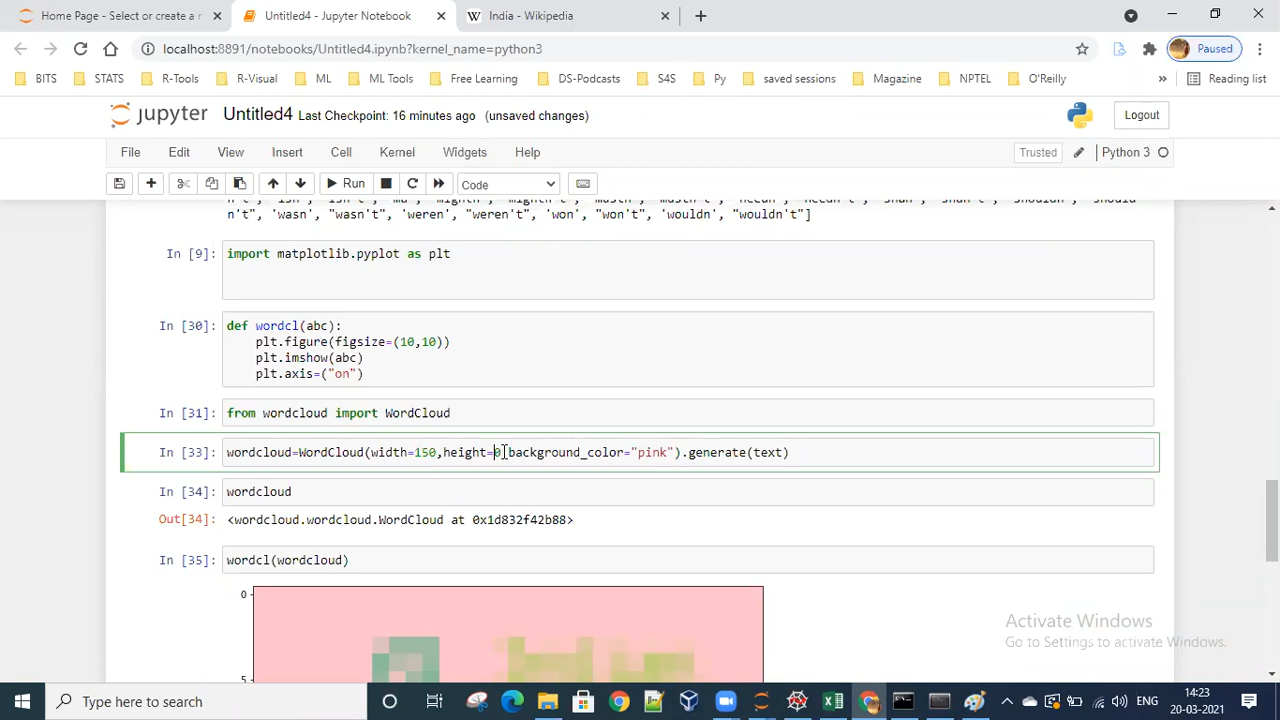 Home Page - Select or create a n
Untitled4 - Jupyter Notebook
India - Wikipedia
localhost:8891/notebooks/Untitled4.ipynb?kernel_name=python3
Paused
BITS
STATS
R-Tools
R-Visual
ML
ML Tools
Free Learning
DS-Podcasts
S4S
Py
saved sessions
Magazine
NPTEL
O'Reilly
Reading list
jupyter Untitled4 Last Checkpoint: 16 minutes ago (unsaved changes)
Logout
File Edit View Insert Cell Kernel Widgets Help
Trusted
Python 3
Run
Code
n't", 'wasn', "wasn't", 'weren', "weren't", 'won', "won't", 'wouldn', "wouldn't"]
In [9]: import matplotlib.pyplot as plt
In [30]: def wordcl(abc):
plt.figure(figsize=(10,10))
plt.imshow(abc)
plt.axis=("on")
In [31]: from wordcloud import WordCloud
In [33]: wordcloud=WordCloud(width=150,height=0,background_color="pink").generate(text)
In [34]: wordcloud
Out[34]: <wordcloud.wordcloud.WordCloud at 0x1d832f42b88>
In [35]: wordcl(wordcloud)
0
5
Activate Windows
Go to Settings to activate Windows.
Type here to search
ENG
14:23
20-03-2021